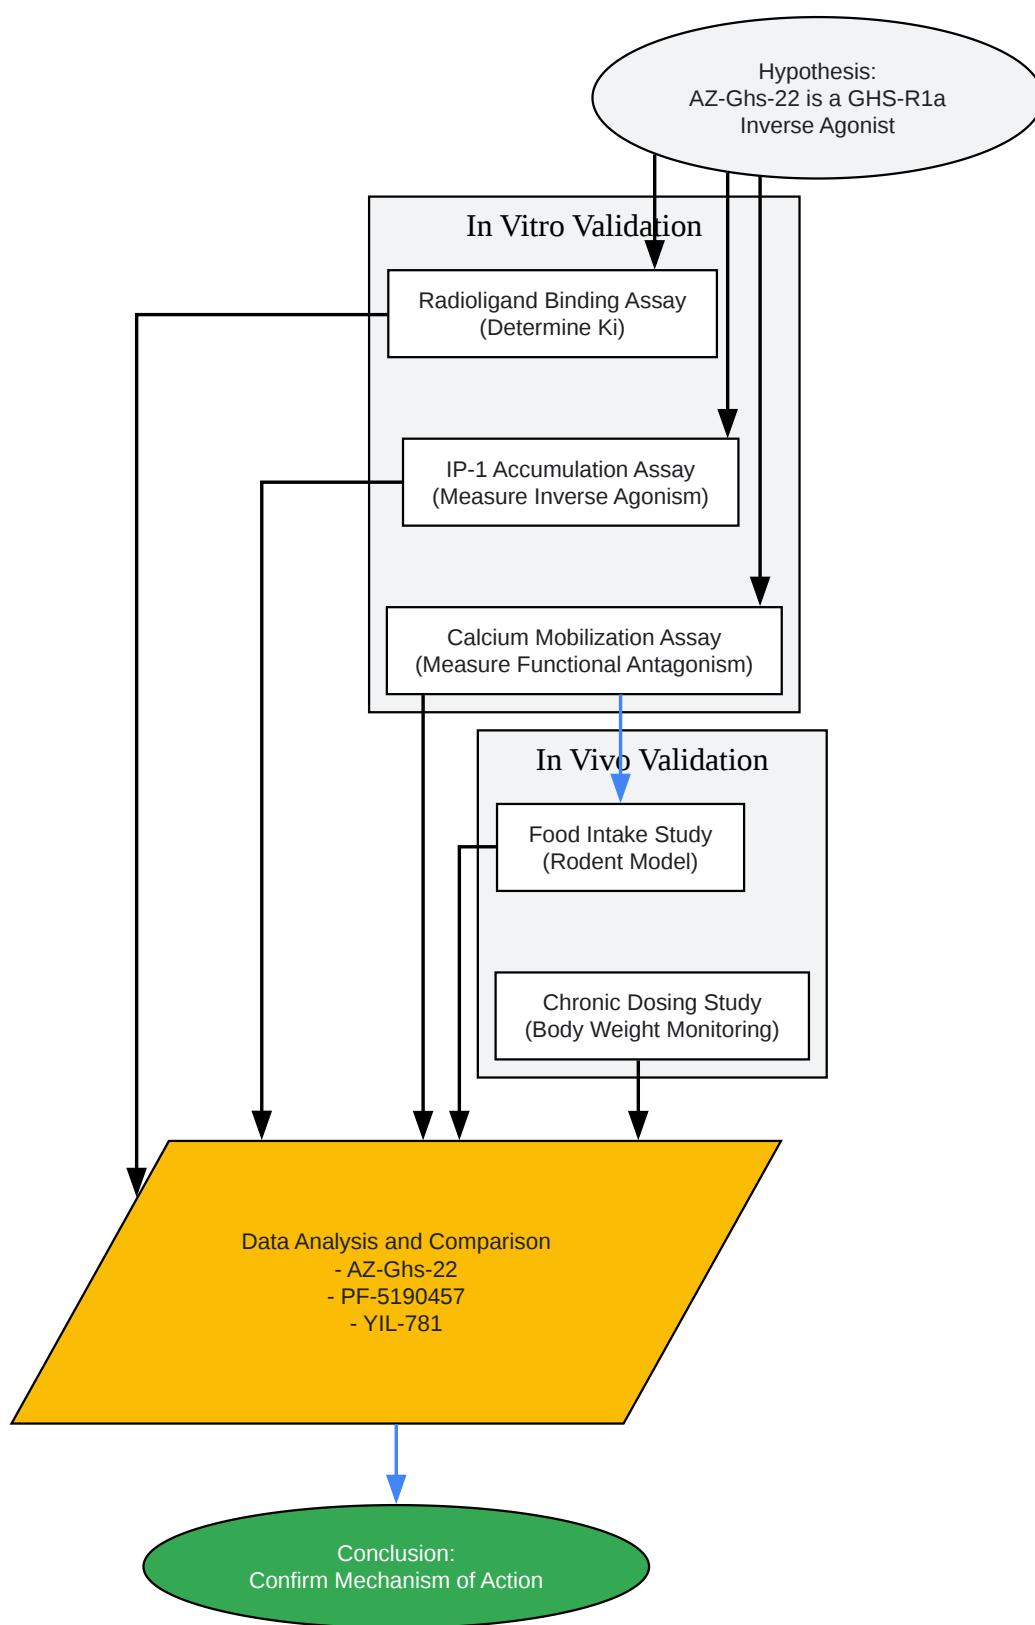 Hypothesis:
AZ-Ghs-22 is a GHS-R1a
Inverse Agonist
In Vitro Validation
Radioligand Binding Assay
(Determine Ki)
IP-1 Accumulation Assay
(Measure Inverse Agonism)
Calcium Mobilization Assay
(Measure Functional Antagonism)
In Vivo Validation
Food Intake Study
(Rodent Model)
Chronic Dosing Study
(Body Weight Monitoring)
Data Analysis and Comparison
- AZ-Ghs-22
- PF-5190457
- YIL-781
Conclusion:
Confirm Mechanism of Action